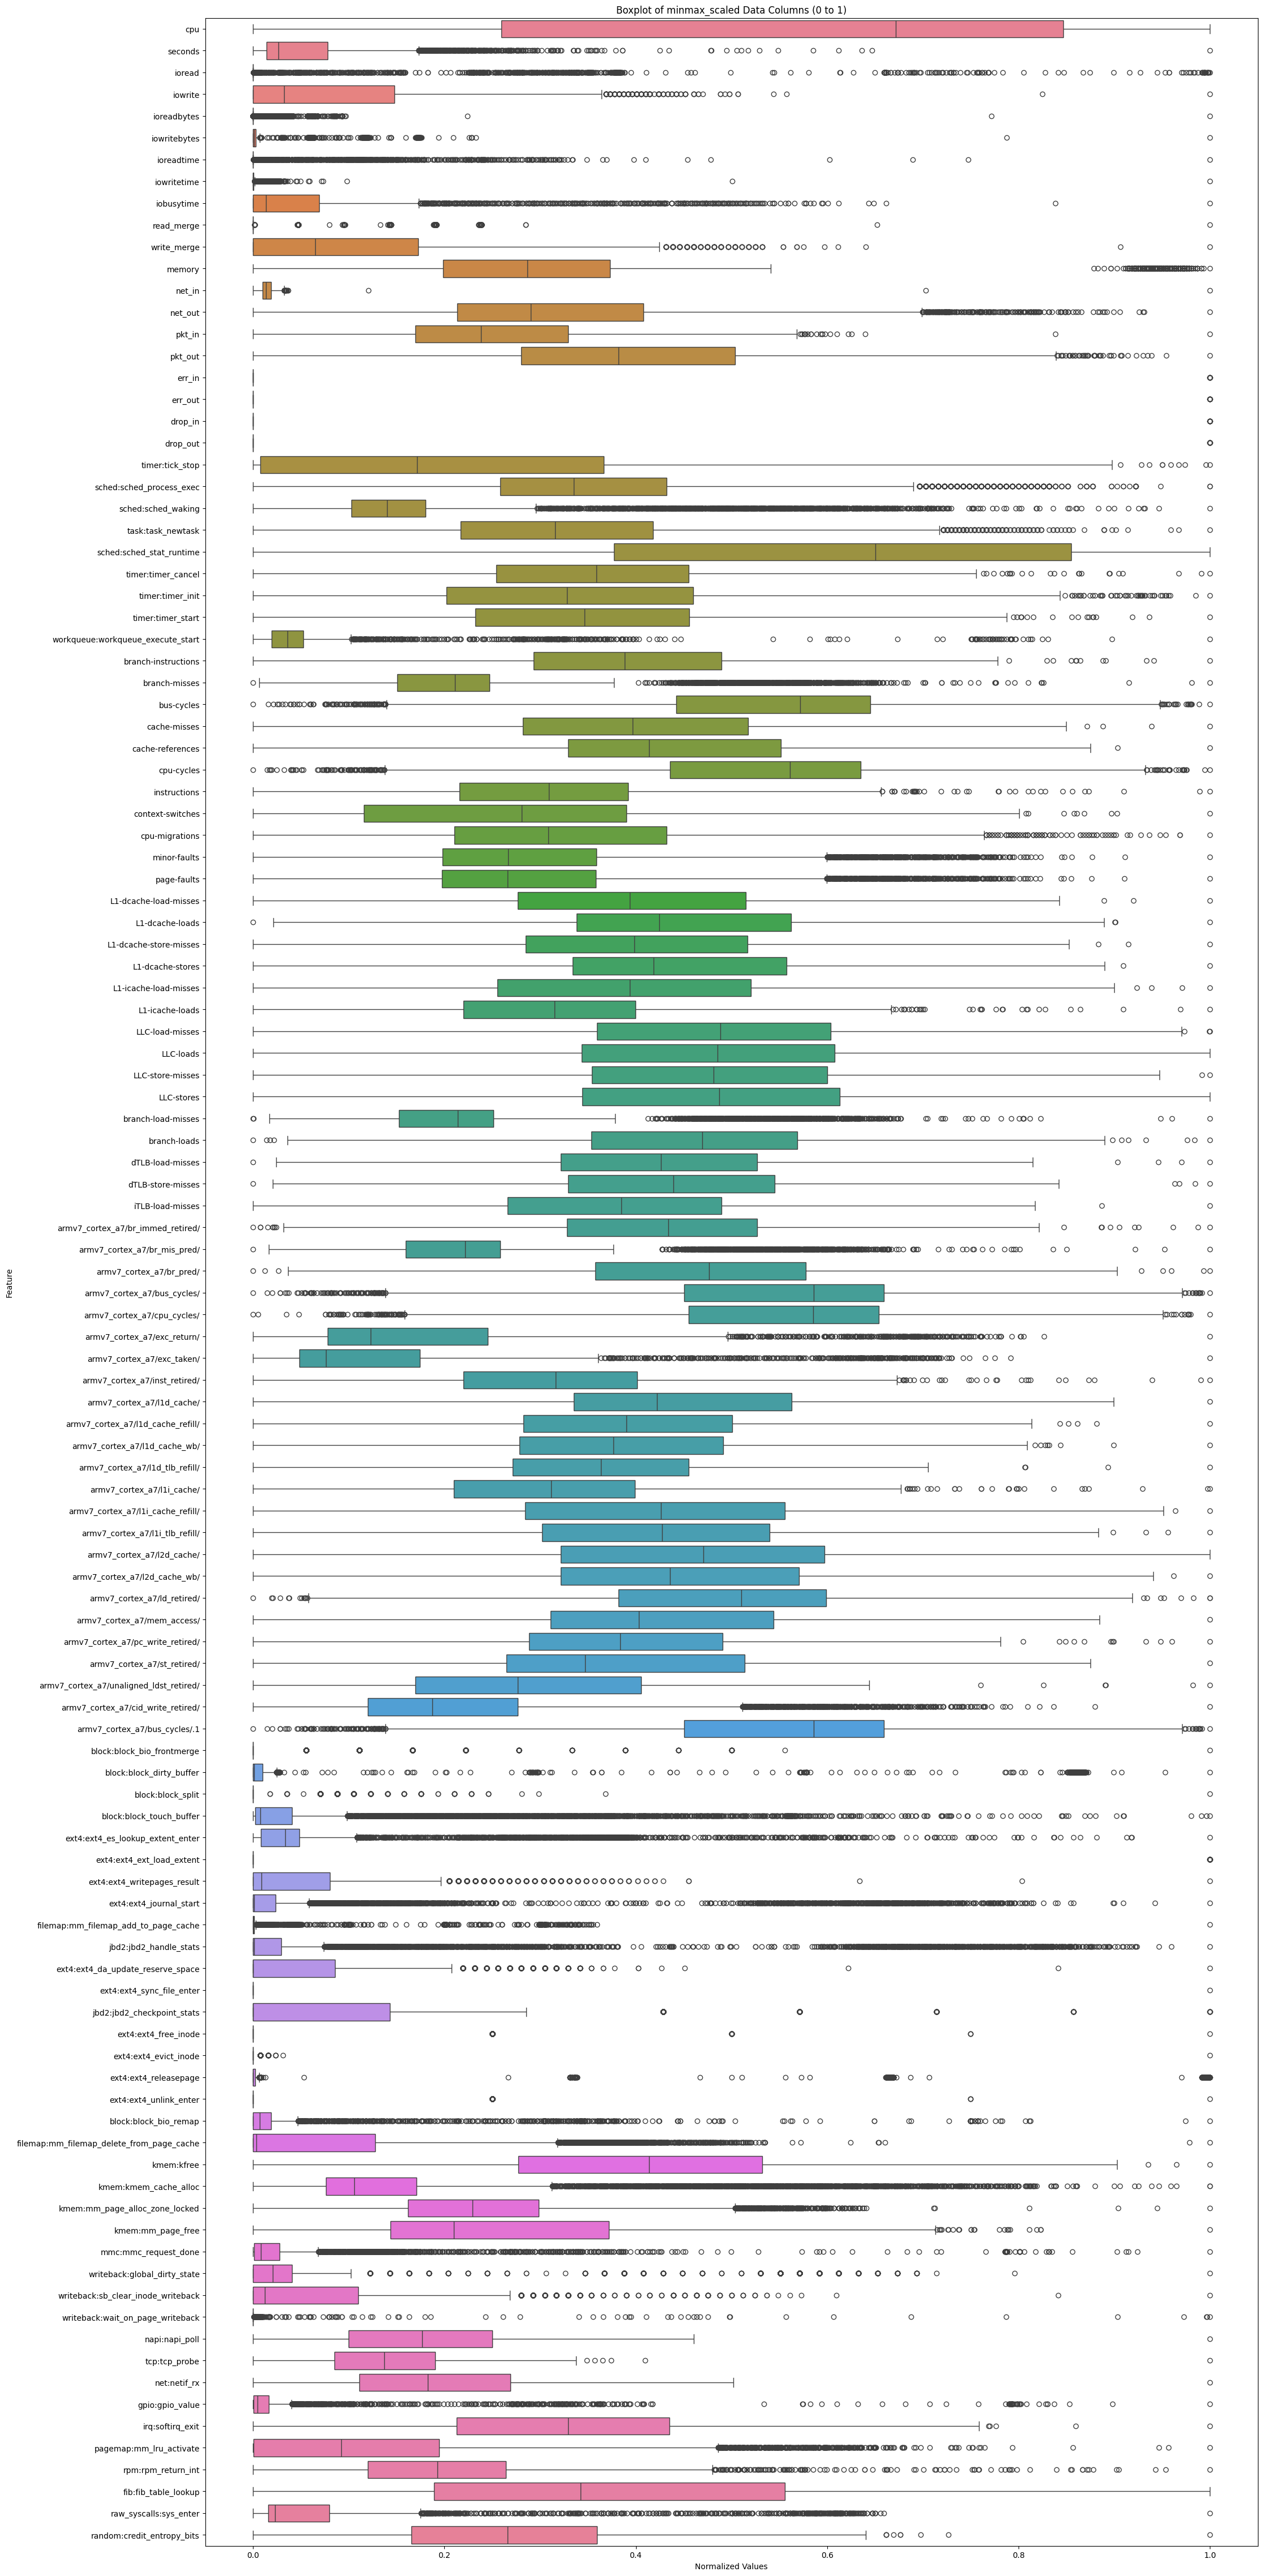 Boxplot of minmax_scaled Data Columns (0 to 1)
cpu
seconds
ioread
iowrite
ioreadbytes
iowritebytes
ioreadtime
iowritetime
iobusytime
read_merge
write_merge
memory
net_in
net_out
pkt_in
pkt_out
err_in
err_out
drop_in
drop_out
timer:tick_stop
sched:sched_process_exec
sched:sched_waking
task:task_newtask
sched:sched_stat_runtime
timer:timer_cancel
timer:timer_init
timer:timer_start
workqueue:workqueue_execute_start
branch-instructions
branch-misses
bus-cycles
cache-misses
cache-references
cpu-cycles
instructions
context-switches
cpu-migrations
minor-faults
page-faults
L1-dcache-load-misses
L1-dcache-loads
L1-dcache-store-misses
L1-dcache-stores
L1-icache-load-misses
L1-icache-loads
LLC-load-misses
LLC-loads
LLC-store-misses
LLC-stores
branch-load-misses
branch-loads
dTLB-load-misses
dTLB-store-misses
iTLB-load-misses
armv7_cortex_a7/br_immed_retired/
armv7_cortex_a7/br_mis_pred/
armv7_cortex_a7/br_pred/
Feature
armv7_cortex_a7/bus_cycles/
armv7_cortex_a7/cpu_cycles/
armv7_cortex_a7/exc_return/
armv7_cortex_a7/exc_taken/
armv7_cortex_a7/inst_retired/
armv7_cortex_a7/l1d_cache/
armv7_cortex_a7/l1d_cache_refill/
armv7_cortex_a7/l1d_cache_wb/
armv7_cortex_a7/l1d_tlb_refill/
armv7_cortex_a7/l1i_cache/
armv7_cortex_a7/l1i_cache_refill/
armv7_cortex_a7/l1i_tlb_refill/
armv7_cortex_a7/l2d_cache/
armv7_cortex_a7/l2d_cache_wb/
armv7_cortex_a7/ld_retired/
armv7_cortex_a7/mem_access/
armv7_cortex_a7/pc_write_retired/
armv7_cortex_a7/st_retired/
armv7_cortex_a7/unaligned_ldst_retired/
armv7_cortex_a7/cid_write_retired/
armv7_cortex_a7/bus_cycles/.1
block:block_bio_frontmerge
block:block_dirty_buffer
block:block_split
block:block_touch_buffer
ext4:ext4_es_lookup_extent_enter
ext4:ext4_ext_load_extent
ext4:ext4_writepages_result
ext4:ext4_journal_start
filemap:mm_filemap_add_to_page_cache
jbd2:jbd2_handle_stats
ext4:ext4_da_update_reserve_space
ext4:ext4_sync_file_enter
jbd2:jbd2_checkpoint_stats
ext4:ext4_free_inode
ext4:ext4_evict_inode
ext4:ext4_releasepage
ext4:ext4_unlink_enter
block:block_bio_remap
filemap:mm_filemap_delete_from_page_cache
kmem:kfree
kmem:kmem_cache_alloc
kmem:mm_page_alloc_zone_locked
kmem:mm_page_free
mmc:mmc_request_done
writeback:global_dirty_state
writeback:sb_clear_inode_writeback
writeback:wait_on_page_writeback
napi:napi_poll
tcp:tcp_probe
net:netif_rx
gpio:gpio_value
irq:softirq_exit
pagemap:mm_lru_activate
rpm:rpm_return_int
fib:fib_table_lookup
raw_syscalls:sys_enter
random:credit_entropy_bits
0.0 0.2 0.4 0.6 0.8 1.0
Normalized Values